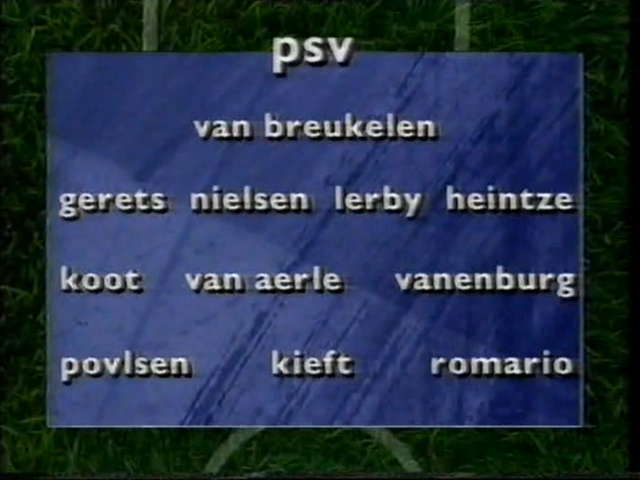 psv
van breukelen
gerets nielsen lerby heintze
koot van aerle vanenburg
povlsen kieft romario